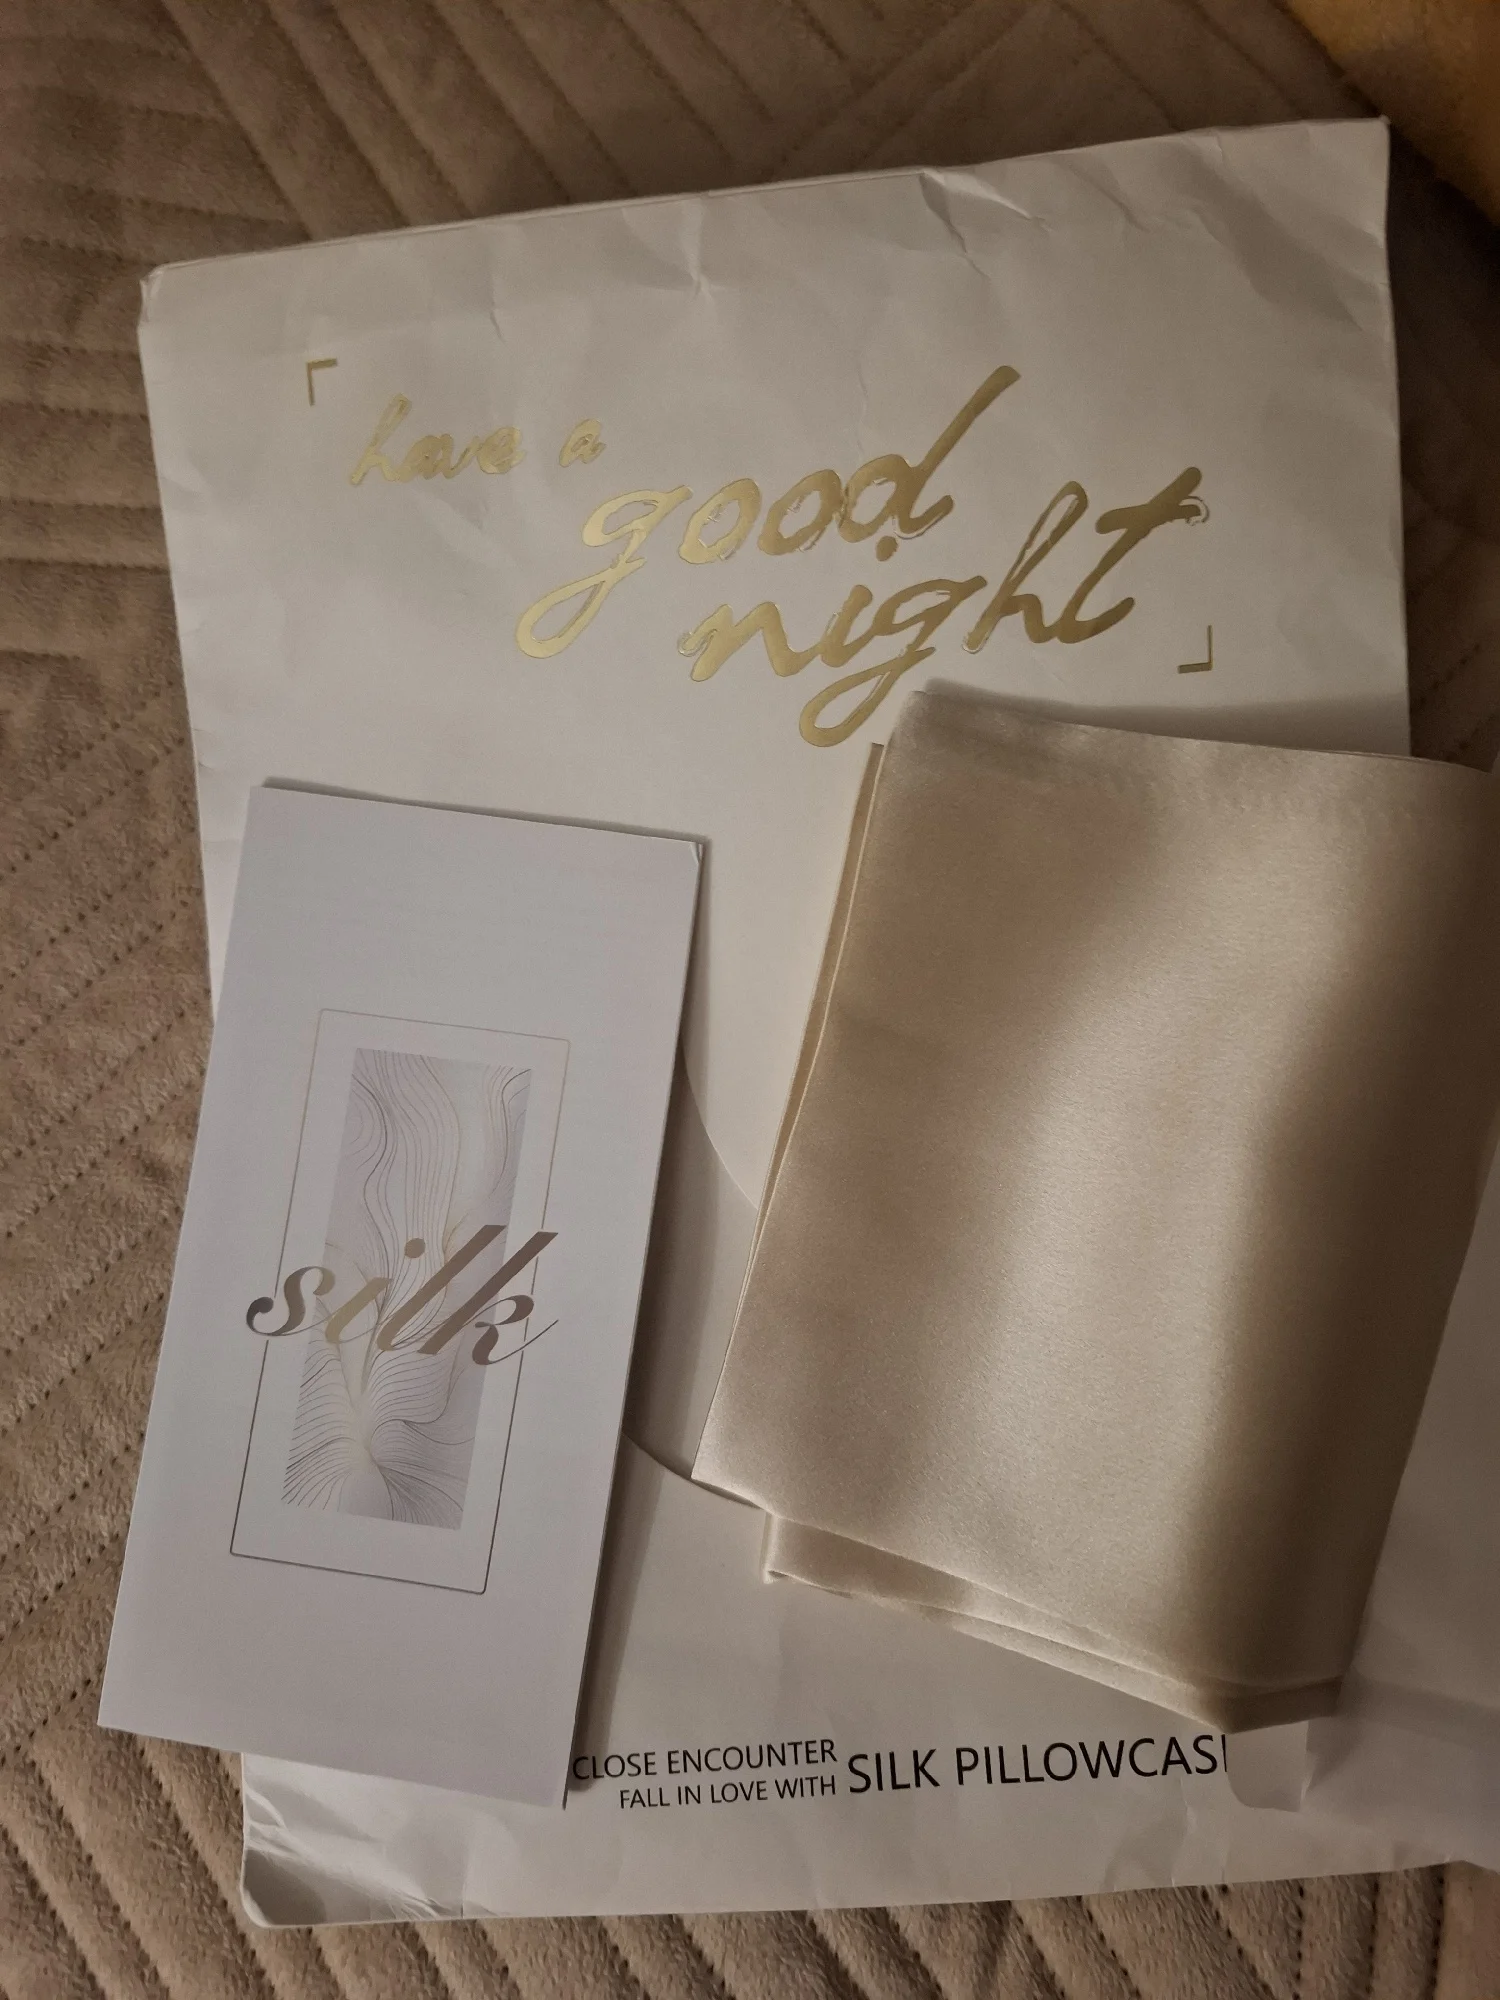 have a
good
night
silk
CLOSE ENCOUNTER
FALL IN LOVE WITH
SILK PILLOWCAS